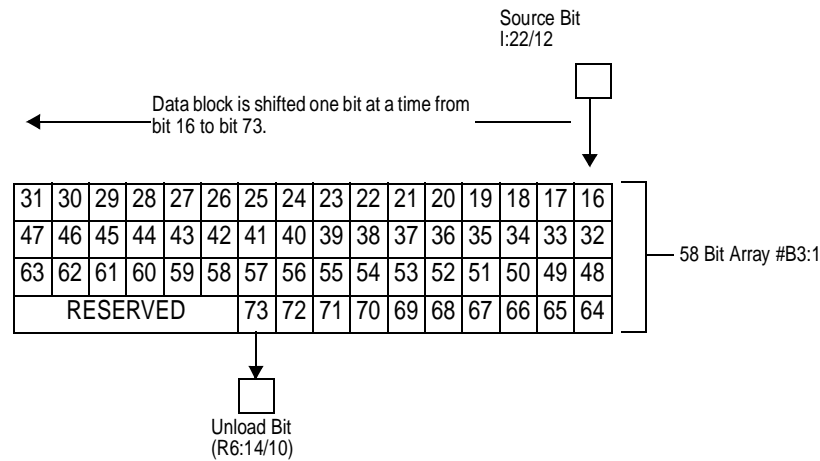 Source Bit
I:22/12
Data block is shifted one bit at a time from
bit 16 to bit 73.
31 30 29 28 27 26 25 24 23 22 21 20 19 18 17 16
47 46 45 44 43 42 41 40 39 38 37 36 35 34 33 32
58 Bit Array #B3:1
63 62 61 60 59 58 57 56 55 54 53 52 51 50 49 48
RESERVED 73 72 71 70 69 68 67 66 65 64
Unload Bit
(R6:14/10)